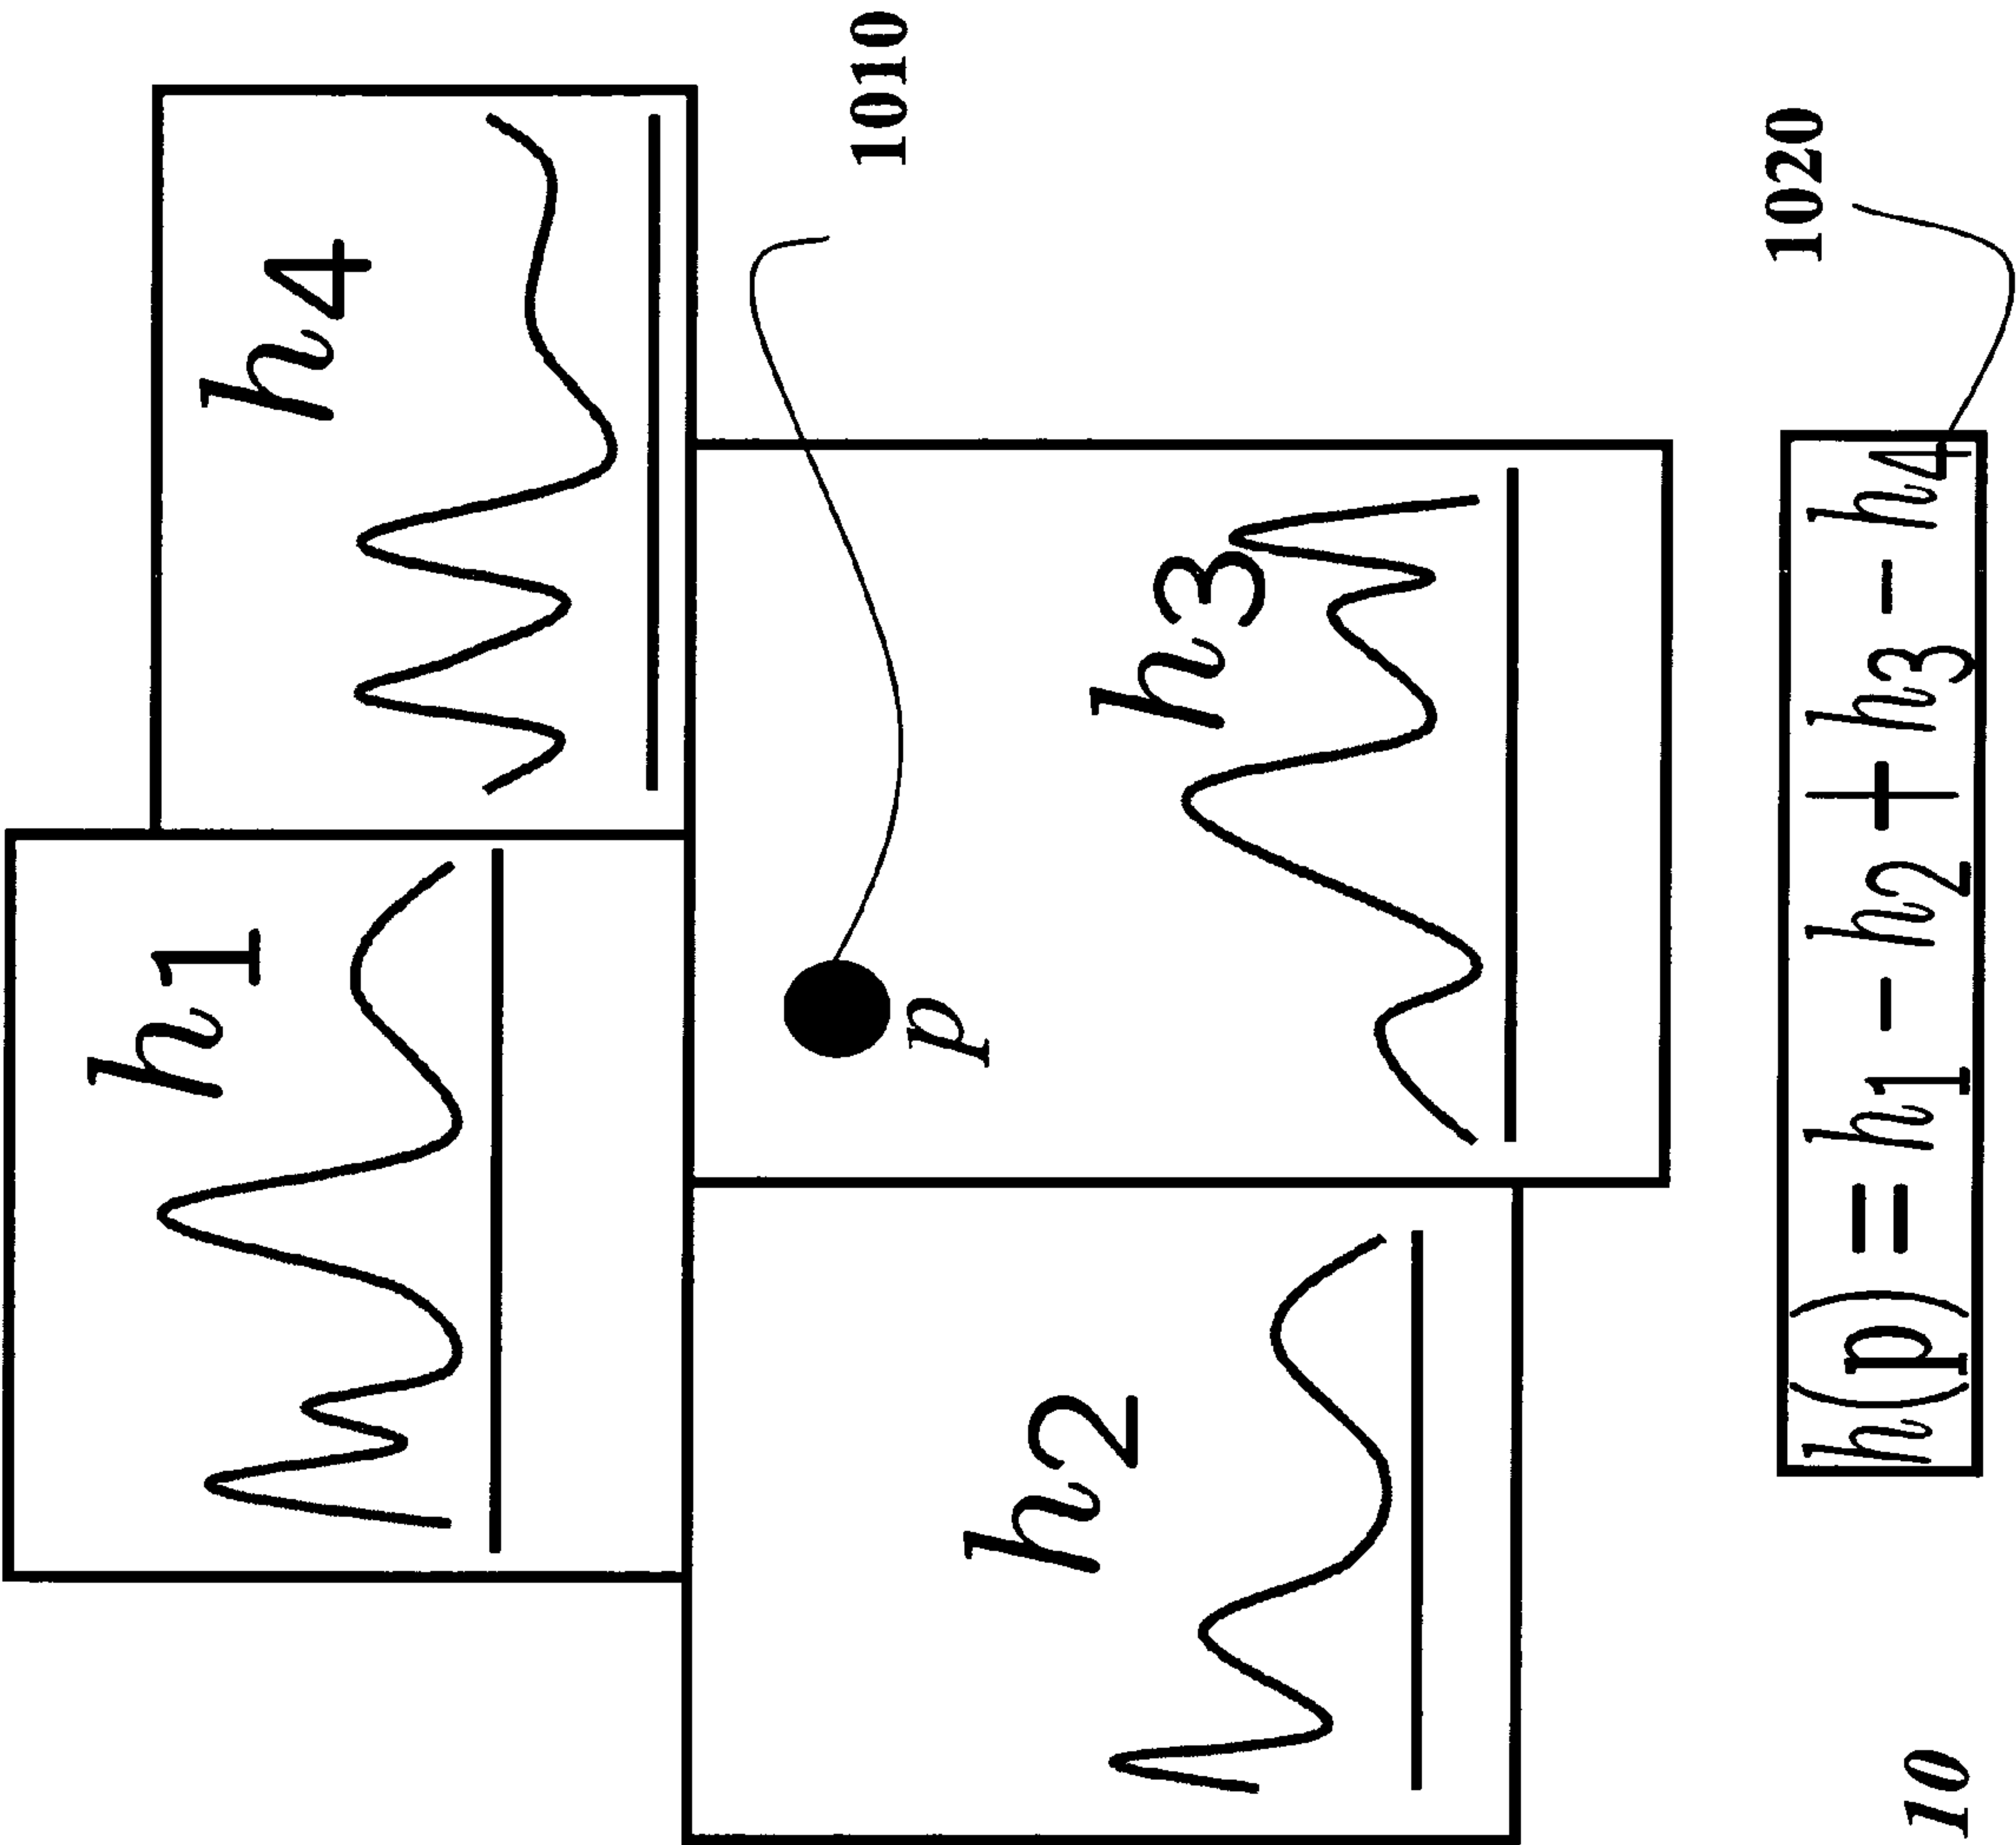 h1
h4
1010
p
h2
h3
1020
h(p) = h₁ - h₂ + h₃ - h₄
10